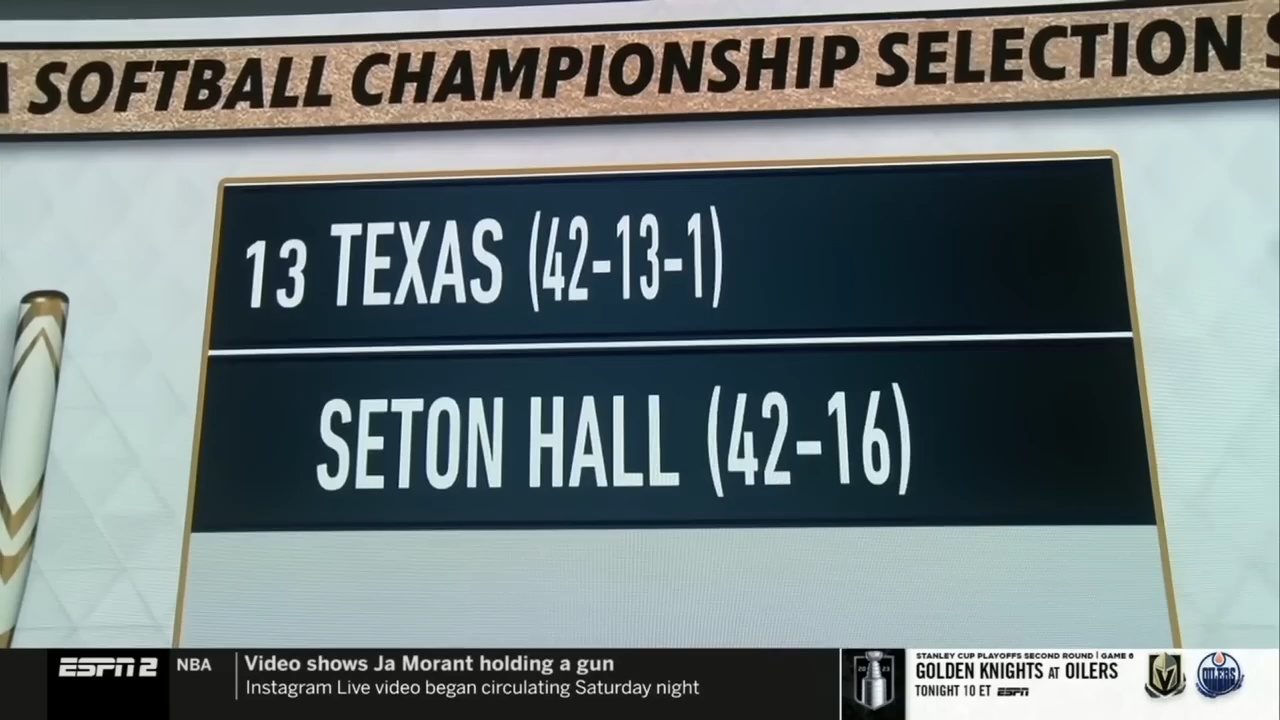 SOFTBALL CHAMPIONSHIP SELECTION
13 TEXAS (42-13-1)
SETON HALL (42-16)
ESPN2
NBA
Video shows Ja Morant holding a gun
Instagram Live video began circulating Saturday night
2023
STANLEY CUP PLAYOFFS SECOND ROUND | GAME 6
GOLDEN KNIGHTS AT OILERS
TONIGHT 10 ET ESPN
OILERS